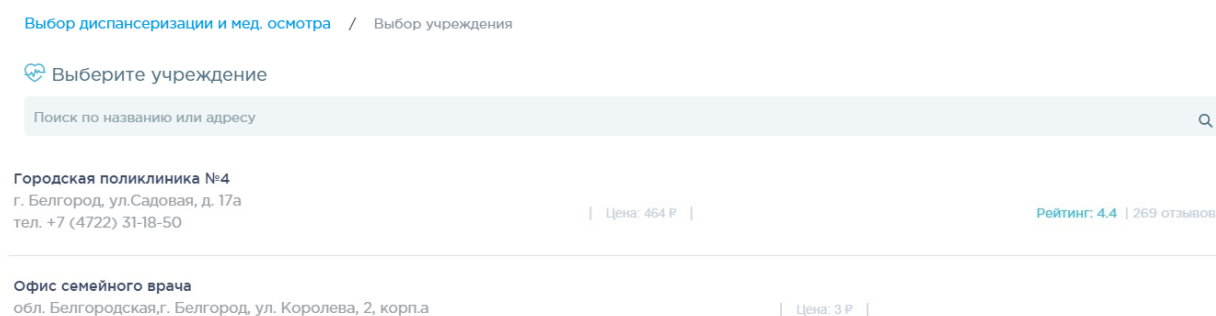 Выбор диспансеризации и мед. осмотра / Выбор учреждения
Выберите учреждение
Поиск по названию или адресу
Городская поликлиника №4
г. Белгород, ул.Садовая, д. 17а
тел. +7 (4722) 31-18-50
| Цена: 464 ₽ |
Рейтинг: 4.4 | 269 отзывов
Офис семейного врача
обл. Белгородская,г. Белгород, ул. Королева, 2, корп.а
| Цена: 3 ₽ |